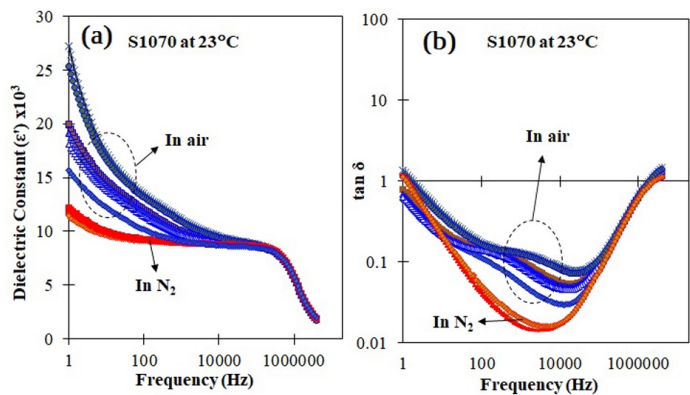 (a)
S1070 at 23°C
30
25
20
15
10
5
0
In air
In N₂
Dielectric Constant (ε') x10³
1
100
10000
1000000
Frequency (Hz)
(b)
S1070 at 23°C
100
10
1
0.1
0.01
In air
In N₂
tan δ
1
100
10000
1000000
Frequency (Hz)